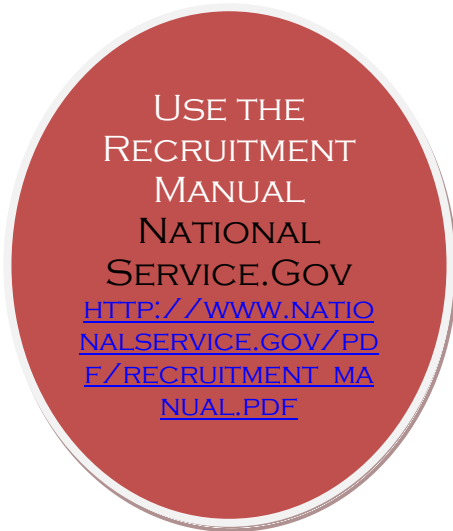 Use the
Recruitment
Manual
National
Service.Gov
http://www.natio
nalservice.gov/pd
f/recruitment_ma
nual.pdf